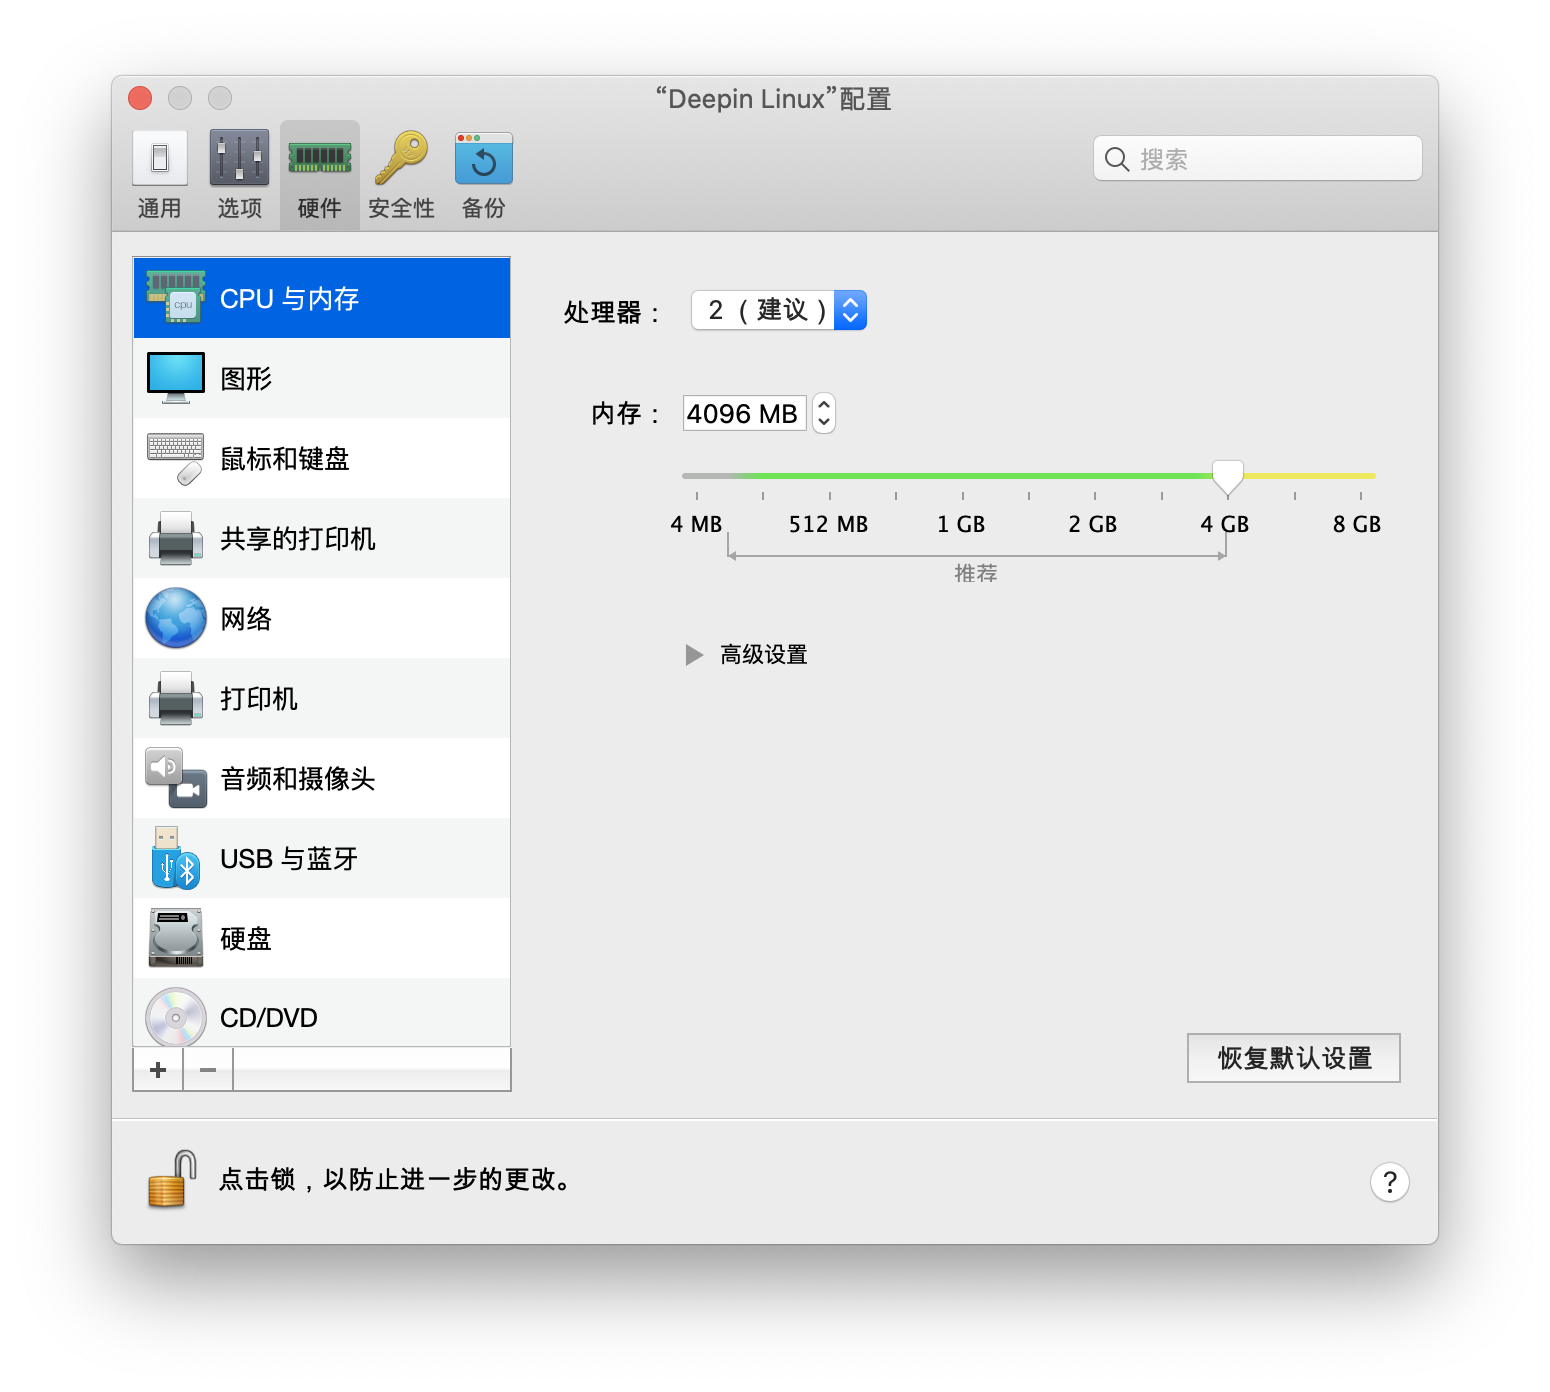 “Deepin Linux”配置
通用 选项 硬件 安全性 备份
搜索
cpu
CPU 与内存
图形
鼠标和键盘
共享的打印机
网络
打印机
音频和摄像头
USB 与蓝牙
硬盘
CD/DVD
+ −
处理器：
2 （建议）
内存：
4096 MB
4 MB 512 MB 1 GB 2 GB 4 GB 8 GB
推荐
高级设置
恢复默认设置
点击锁，以防止进一步的更改。
?